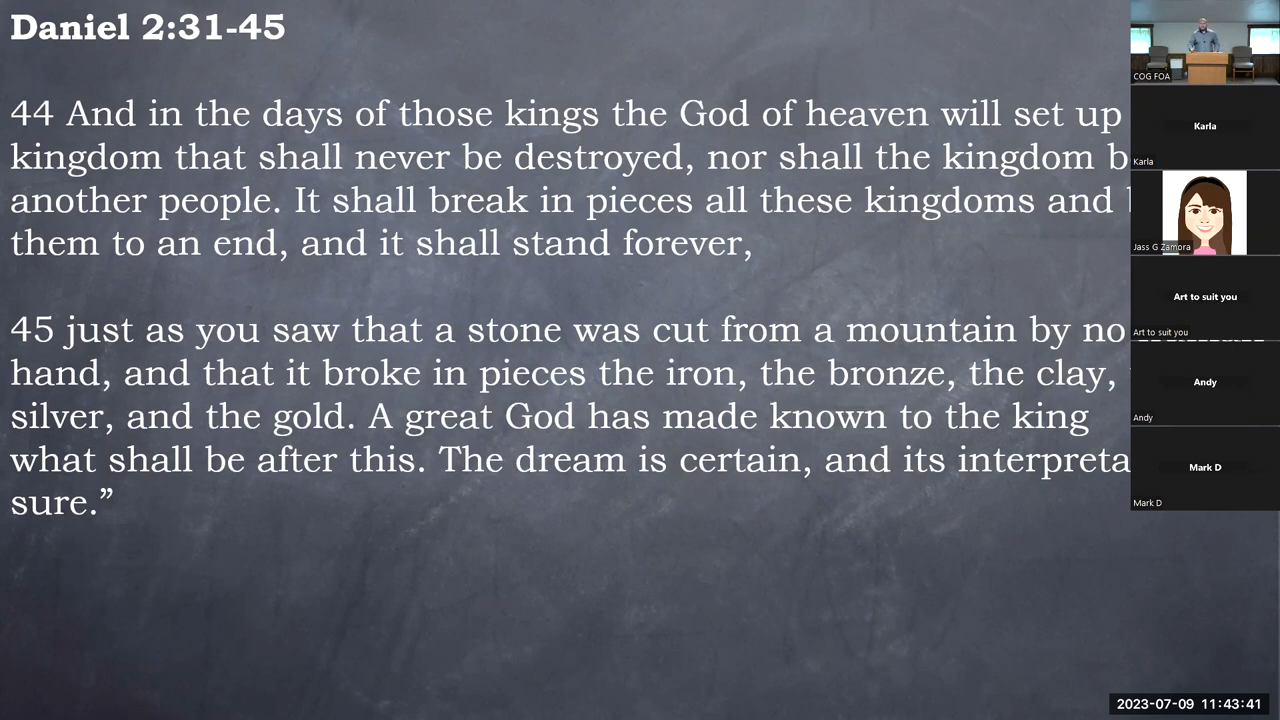 Daniel 2:31-45
44 And in the days of those kings the God of heaven will set up
kingdom that shall never be destroyed, nor shall the kingdom
another people. It shall break in pieces all these kingdoms and
them to an end, and it shall stand forever,
45 just as you saw that a stone was cut from a mountain by no
hand, and that it broke in pieces the iron, the bronze, the clay,
silver, and the gold. A great God has made known to the king
what shall be after this. The dream is certain, and its
sure.”
COG FOA
Karla
Karla
Jass G Zamora
Art to suit you
Art to suit you
Andy
Andy
Mark D
Mark D
2023-07-09 11:43:41